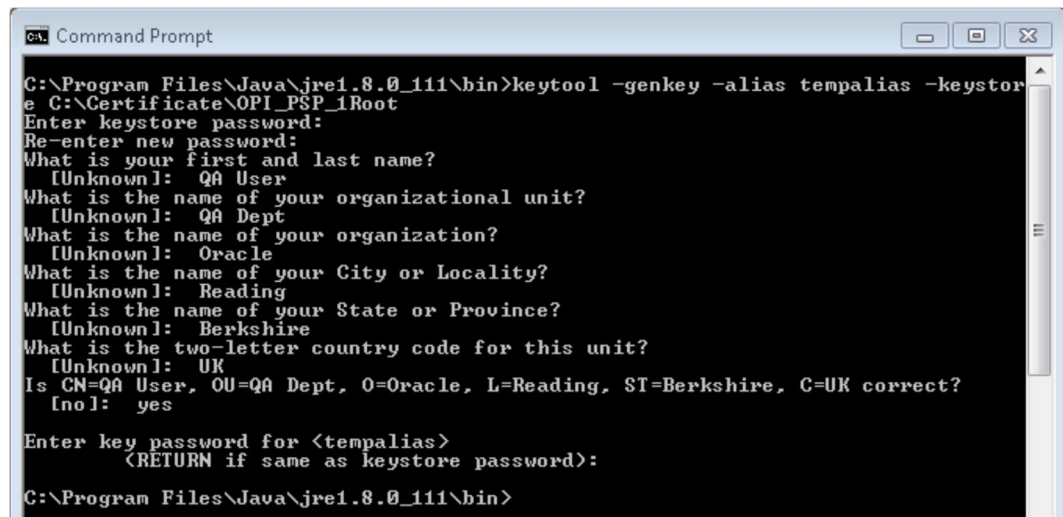 Command Prompt
C:\Program Files\Java\jre1.8.0_111\bin>keytool -genkey -alias tempalias -keystor
e C:\Certificate\OPI_PSP_1Root
Enter keystore password:
Re-enter new password:
What is your first and last name?
[Unknown]: QA User
What is the name of your organizational unit?
[Unknown]: QA Dept
What is the name of your organization?
[Unknown]: Oracle
What is the name of your City or Locality?
[Unknown]: Reading
What is the name of your State or Province?
[Unknown]: Berkshire
What is the two-letter country code for this unit?
[Unknown]: UK
Is CN=QA User, OU=QA Dept, O=Oracle, L=Reading, ST=Berkshire, C=UK correct?
[no]: yes
Enter key password for <tempalias>
(RETURN if same as keystore password):
C:\Program Files\Java\jre1.8.0_111\bin>